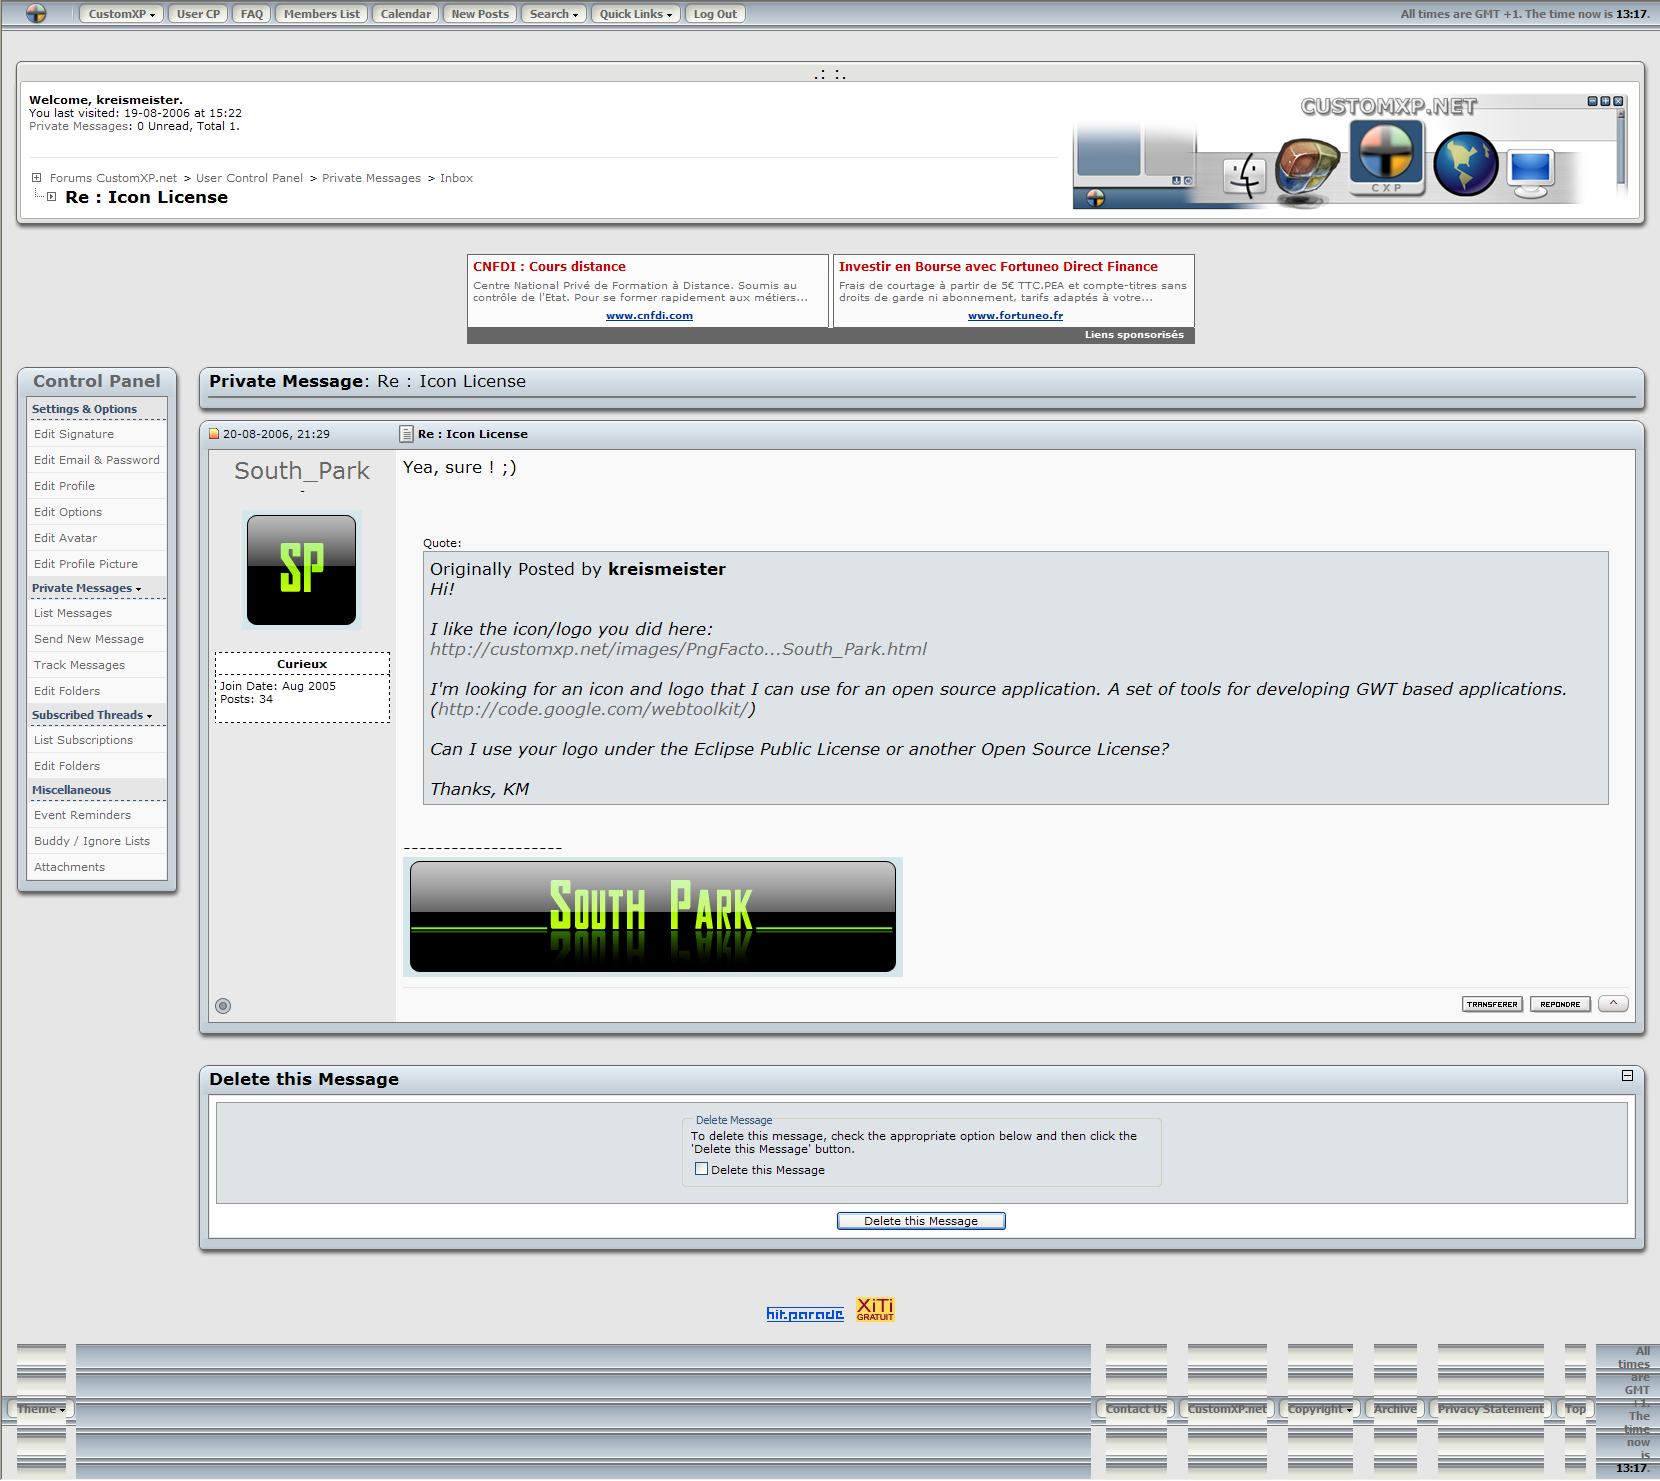 CustomXP
User CP
FAQ
Members List
Calendar
New Posts
Search
Quick Links
Log Out
All times are GMT +1. The time now is 13:17.
.: :.
Welcome, kreismeister.
You last visited: 19-08-2006 at 15:22
Private Messages: 0 Unread, Total 1.
CUSTOMXP.NET
CXP
Forums CustomXP.net > User Control Panel > Private Messages > Inbox
Re : Icon License
CNFDI : Cours distance
Centre National Privé de Formation à Distance. Soumis au
contrôle de l'Etat. Pour se former rapidement aux métiers...
www.cnfdi.com
Investir en Bourse avec Fortuneo Direct Finance
Frais de courtage à partir de 5€ TTC.PEA et compte-titres sans
droits de garde ni abonnement, tarifs adaptés à votre...
www.fortuneo.fr
Liens sponsorisés
Control Panel
Settings & Options
Edit Signature
Edit Email & Password
Edit Profile
Edit Options
Edit Avatar
Edit Profile Picture
Private Messages
List Messages
Send New Message
Track Messages
Edit Folders
Subscribed Threads
List Subscriptions
Edit Folders
Miscellaneous
Event Reminders
Buddy / Ignore Lists
Attachments
Private Message: Re : Icon License
20-08-2006, 21:29
Re : Icon License
South_Park
-
SP
Curieux
Join Date: Aug 2005
Posts: 34
Yea, sure ! ;)
Quote:
Originally Posted by kreismeister
Hi!
I like the icon/logo you did here:
http://customxp.net/images/PngFacto...South_Park.html
I'm looking for an icon and logo that I can use for an open source application. A set of tools for developing GWT based applications.
(http://code.google.com/webtoolkit/)
Can I use your logo under the Eclipse Public License or another Open Source License?
Thanks, KM
--------------------
South Park
TRANSFERER
REPONDRE
^
Delete this Message
Delete Message
To delete this message, check the appropriate option below and then click the
'Delete this Message' button.
Delete this Message
Delete this Message
hit.parade
XiTi
GRATUIT
Theme
Contact Us
CustomXP.net
Copyright
Archive
Privacy Statement
Top
All
times
are
GMT
+1.
The
time
now
is
13:17.